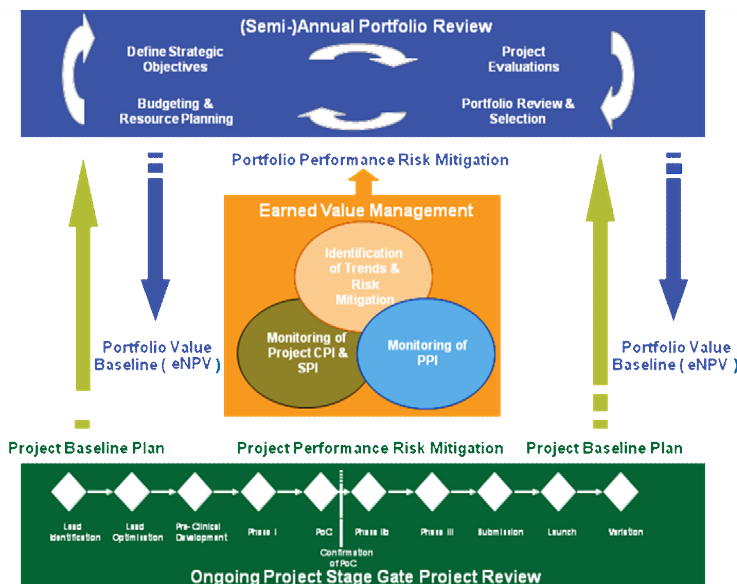 (Semi-)Annual Portfolio Review
Define Strategic
Objectives
Project
Evaluations
Budgeting &
Resource Planning
Portfolio Review &
Selection
Portfolio Performance Risk Mitigation
Earned Value Management
Identification
of Trends &
Risk
Mitigation
Monitoring of
Project CPI &
SPI
Monitoring of
PPI
Portfolio Value
Baseline ( eNPV )
Portfolio Value
Baseline ( eNPV )
Project Baseline Plan
Project Performance Risk Mitigation
Project Baseline Plan
Lead
Identification
Lead
Optimisation
Pre-Clinical
Development
Phase I
PoC
Phase IIb
Phase III
Submission
Launch
Variation
Confirmation
of PoC
Ongoing Project Stage Gate Project Review